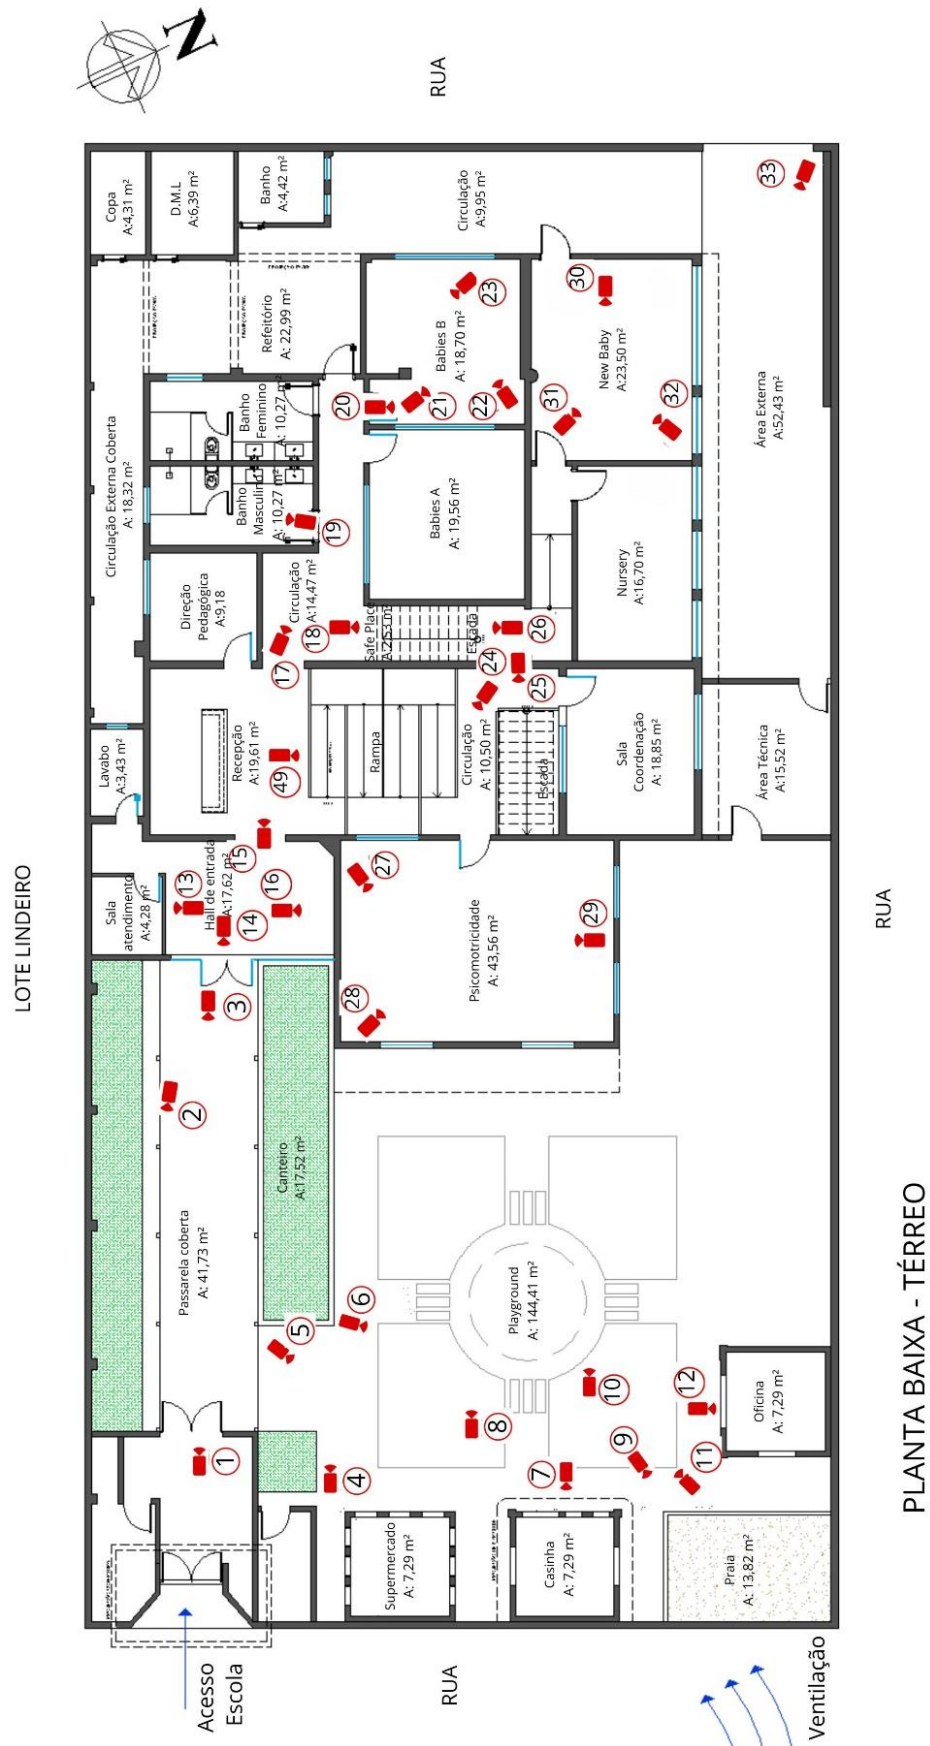 N
RUA
LOTE LINDEIRO
Copa
A:4,31 m²
D.M.L
A:6,39 m²
Banho
A:4,42 m²
Circulação
A:9,95 m²
33
Circulação Externa Coberta
A: 18,32 m²
Refeitório
A: 22,99 m²
Babies B
A: 18,70 m²
23
30
New Baby
A:23,50 m²
Banho
Feminino
A: 10,27 m²
20
21
22
31
32
Área Externa
A:52,43 m²
Banho
Masculino
A: 10,27 m²
19
Babies A
A: 19,56 m²
Direção
Pedagógica
A:9,18
Circulação
A:14,47 m²
17
18
Safe Place
A:2,53 m²
Escada
26
Nursery
A:16,70 m²
24
25
Lavabo
A:3,43 m²
Recepção
A:19,61 m²
49
Rampa
Circulação
A: 10,50 m²
Escada
Sala
Coordenação
A: 18,85 m²
Área Técnica
A:15,52 m²
Sala
atendimento
A:4,28 m²
13
Hall de entrada
A:17,62 m²
14
15
16
27
28
Psicomotricidade
A: 43,56 m²
29
RUA
3
2
Passarela coberta
A: 41,73 m²
Canteiro
A:17,52 m²
5
6
Playground
A: 144,41 m²
1
4
8
10
7
9
12
11
Oficina
A: 7,29 m²
Supermercado
A: 7,29 m²
Casinha
A: 7,29 m²
Praia
A: 13,82 m²
Acesso
Escola
RUA
Ventilação
PLANTA BAIXA - TÉRREO